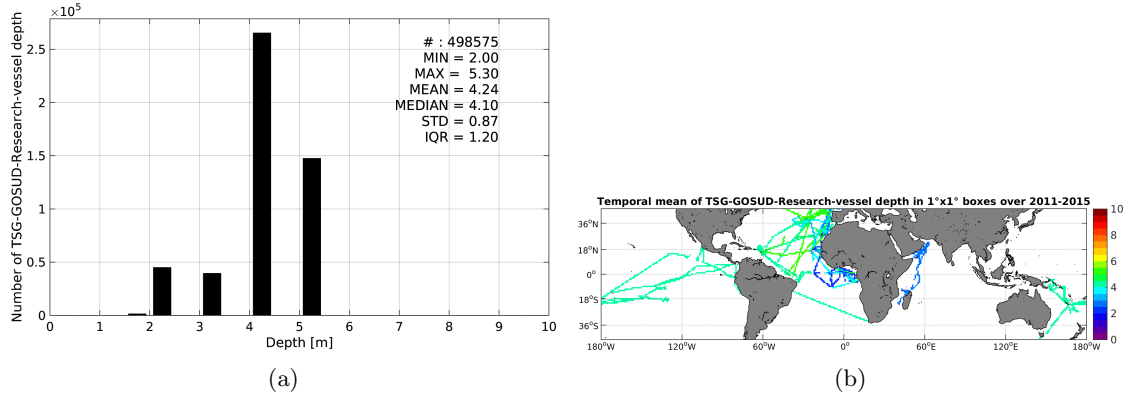 ×10⁵
Number of TSG-GOSUD-Research-vessel depth
2.5
2
1.5
1
0.5
0
# : 498575
MIN = 2.00
MAX = 5.30
MEAN = 4.24
MEDIAN = 4.10
STD = 0.87
IQR = 1.20
0 1 2 3 4 5 6 7 8 9 10
Depth [m]
(a)
Temporal mean of TSG-GOSUD-Research-vessel depth in 1°x1° boxes over 2011-2015
36°N
18°N
0°
18°S
36°S
180°W 120°W 60°W 0° 60°E 120°E 180°W
10
8
6
4
2
0
(b)